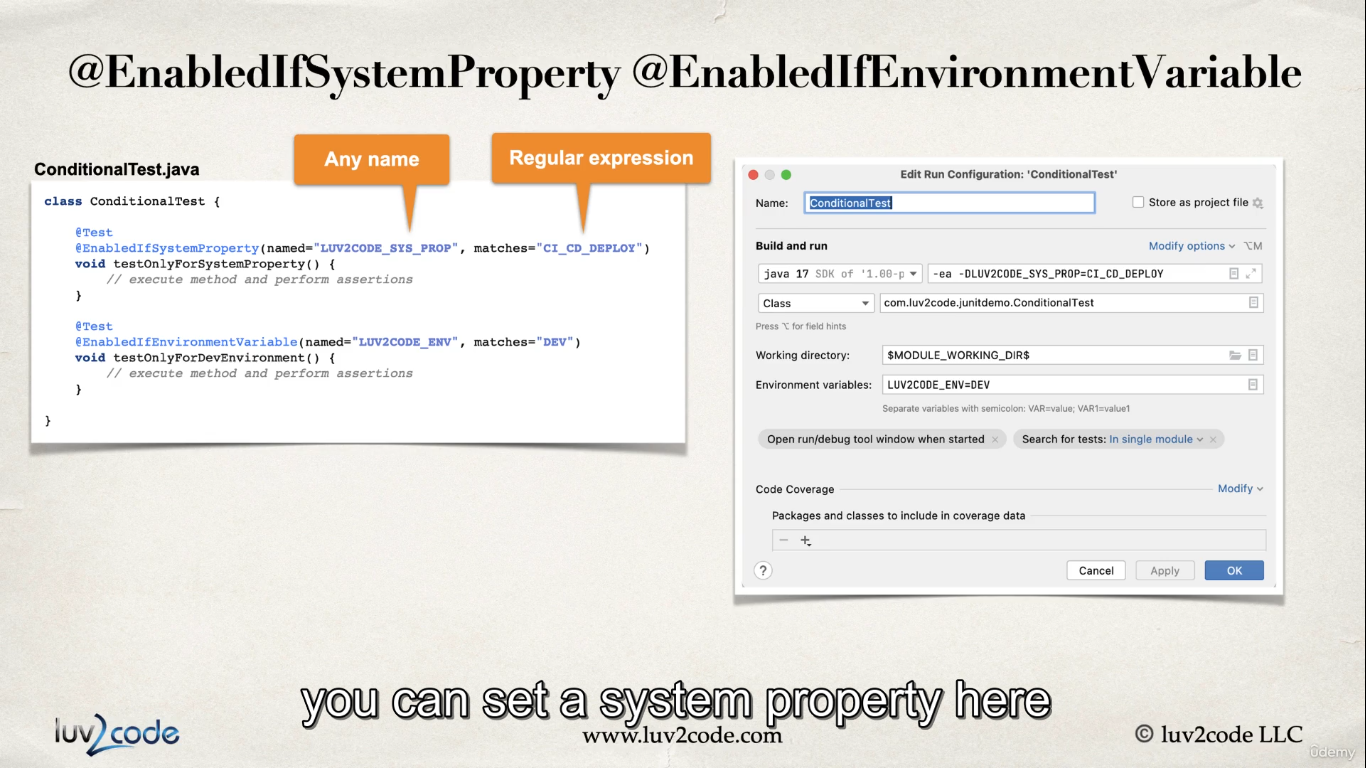 @EnabledIfSystemProperty @EnabledIfEnvironmentVariable
Any name
Regular expression
ConditionalTest.java
class ConditionalTest {
@Test
@EnabledIfSystemProperty(named="LUV2CODE_SYS_PROP", matches="CI_CD_DEPLOY")
void testOnlyForSystemProperty() {
// execute method and perform assertions
}
@Test
@EnabledIfEnvironmentVariable(named="LUV2CODE_ENV", matches="DEV")
void testOnlyForDevEnvironment() {
// execute method and perform assertions
}
}
Edit Run Configuration: 'ConditionalTest'
Name: ConditionalTest Store as project file
Build and run Modify options ⌥M
java 17 SDK of '1.00-p -ea -DLUV2CODE_SYS_PROP=CI_CD_DEPLOY
Class com.luv2code.junitdemo.ConditionalTest
Press ⌥ for field hints
Working directory: $MODULE_WORKING_DIR$
Environment variables: LUV2CODE_ENV=DEV
Separate variables with semicolon: VAR=value; VAR1=value1
Open run/debug tool window when started × Search for tests: In single module ×
Code Coverage Modify
Packages and classes to include in coverage data
? Cancel Apply OK
you can set a system property here
luv2code www.luv2code.com © luv2code LLC
ûdemy